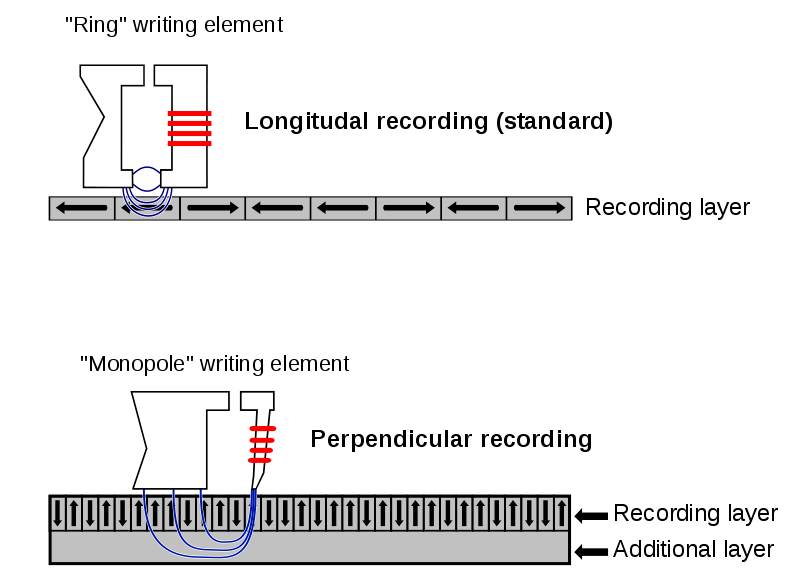 "Ring" writing element
Longitudal recording (standard)
Recording layer
"Monopole" writing element
Perpendicular recording
Recording layer
Additional layer